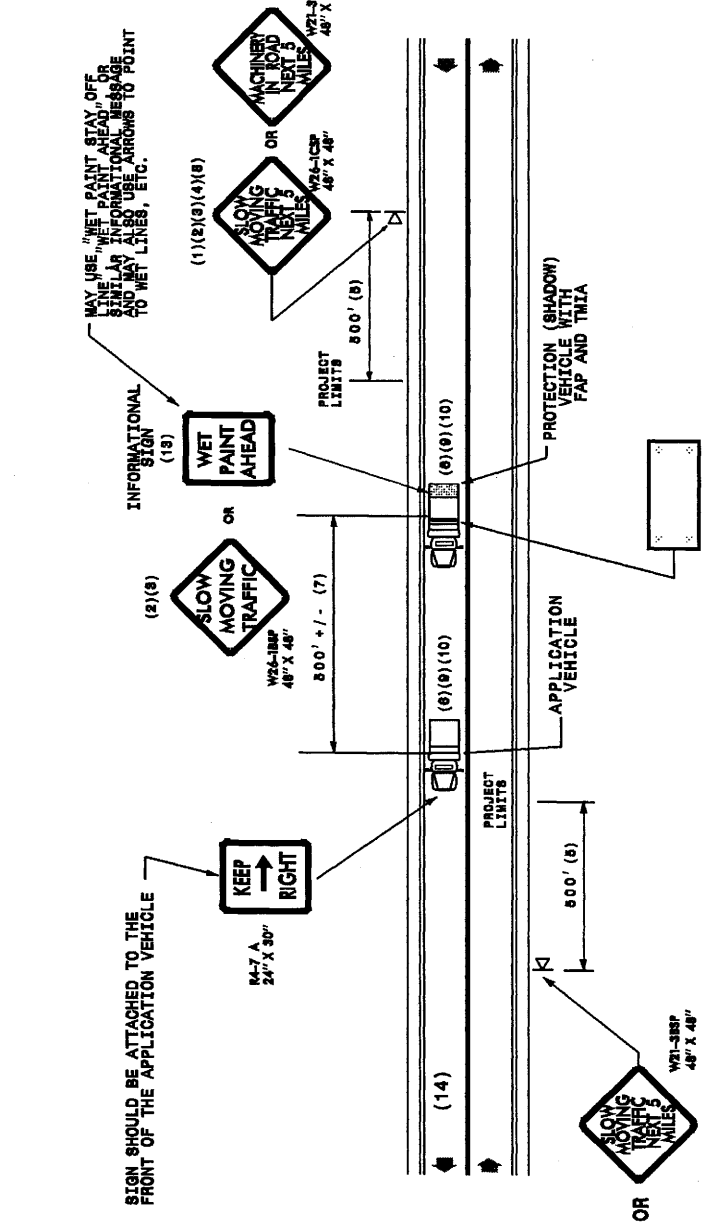 MAY USE "WET PAINT STAY OFF
LINE" "WET PAINT AHEAD" OR
SIMILAR INFORMATIONAL MESSAGE
AND MAY ALSO USE ARROWS TO POINT
TO WET LINES, ETC.
MACHINERY
IN ROAD
NEXT 5
MILES
W21-3
48"
OR
(1)(2)(3)(4)(5)
SLOW
MOVING
TRAFFIC
NEXT 5
MILES
W26-1CSP
48" X 48"
500' (5)
PROJECT
LIMITS
INFORMATIONAL
SIGN
(13)
WET
PAINT
AHEAD
OR
(2)(3)
SLOW
MOVING
TRAFFIC
W26-1BSP
48" X 48"
500' +/- (7)
(8)(9)(10)
PROTECTION (SHADOW)
VEHICLE WITH
FAP AND TMIA
(6)(9)(10)
APPLICATION
VEHICLE
SIGN SHOULD BE ATTACHED TO THE
FRONT OF THE APPLICATION VEHICLE
KEEP
RIGHT
R4-7 A
24" X 30"
PROJECT
LIMITS
500' (5)
(14)
W21-3BSP
48" X 48"
SLOW
MOVING
TRAFFIC
NEXT 5
MILES
OR